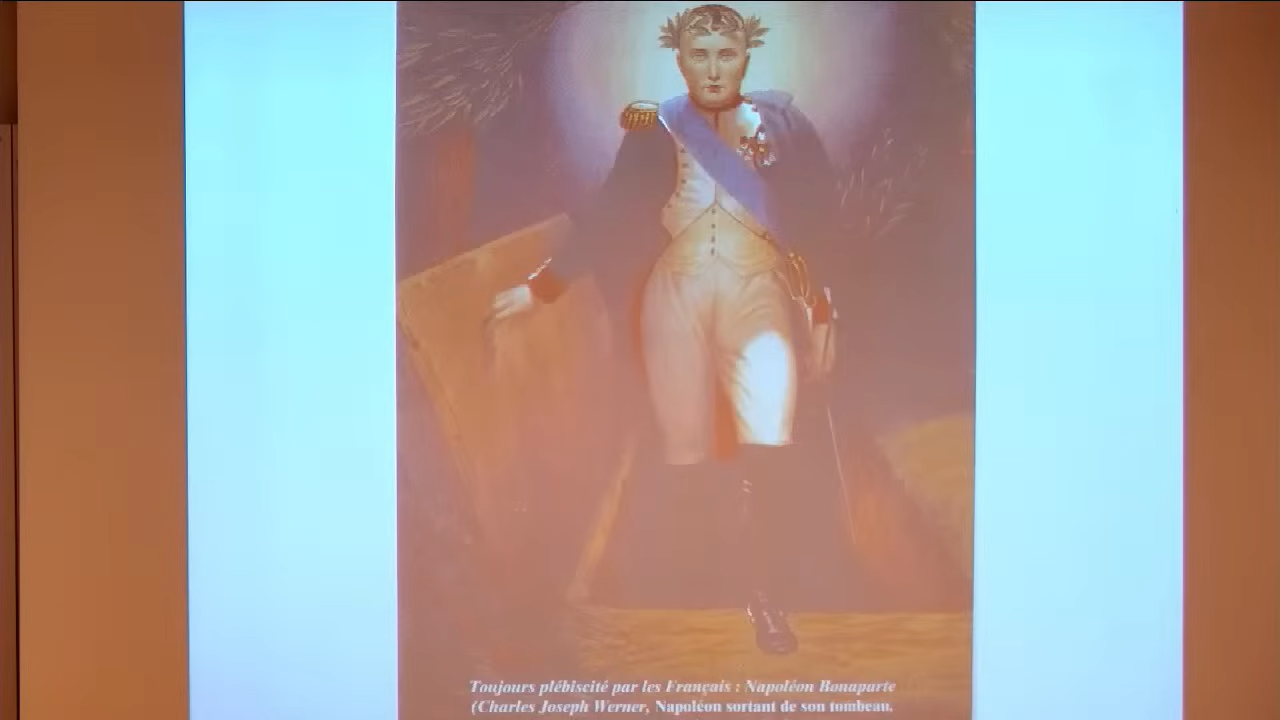 Toujours plébiscité par les Français : Napoléon Bonaparte
(Charles Joseph Werner, Napoléon sortant de son tombeau.